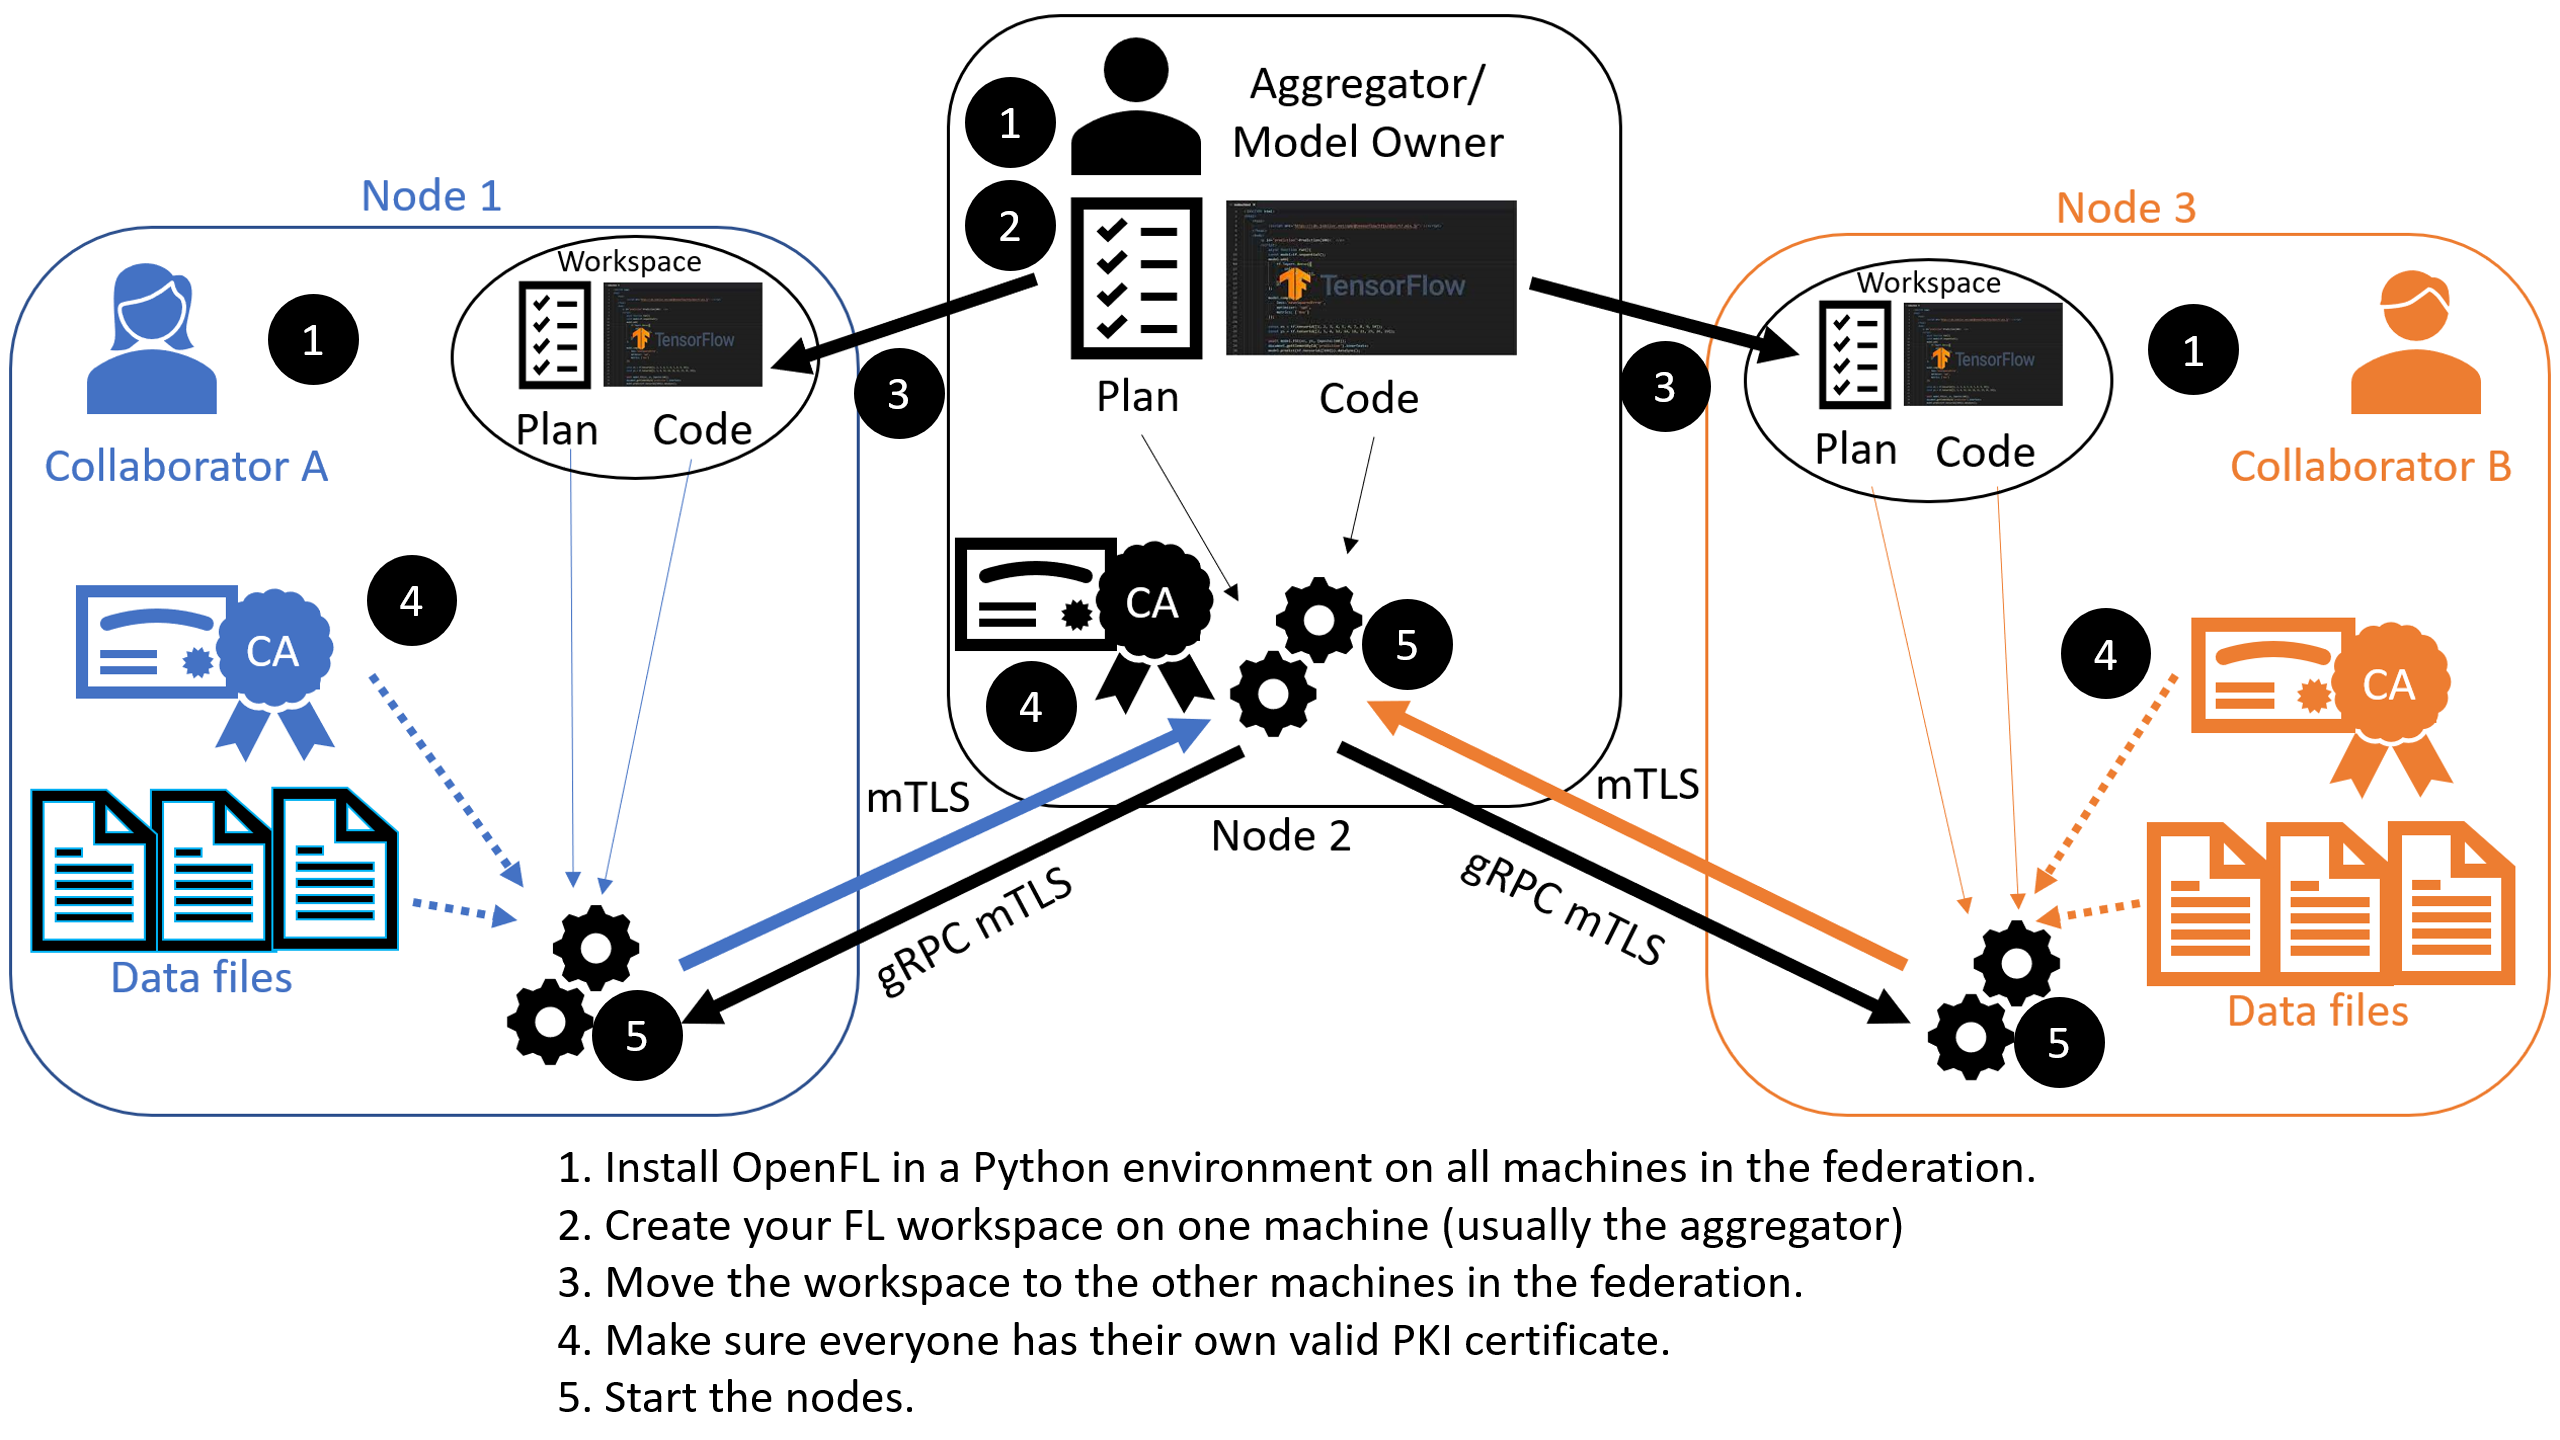 Aggregator/
Model Owner
1
2
TensorFlow
Plan
Code
CA
4
5
Node 2
Node 1
Collaborator A
1
Workspace
TensorFlow
Plan
Code
3
4
CA
Data files
5
mTLS
gRPC mTLS
Node 3
Workspace
TensorFlow
Plan
Code
3
1
Collaborator B
4
CA
Data files
5
mTLS
gRPC mTLS
1. Install OpenFL in a Python environment on all machines in the federation.
2. Create your FL workspace on one machine (usually the aggregator)
3. Move the workspace to the other machines in the federation.
4. Make sure everyone has their own valid PKI certificate.
5. Start the nodes.